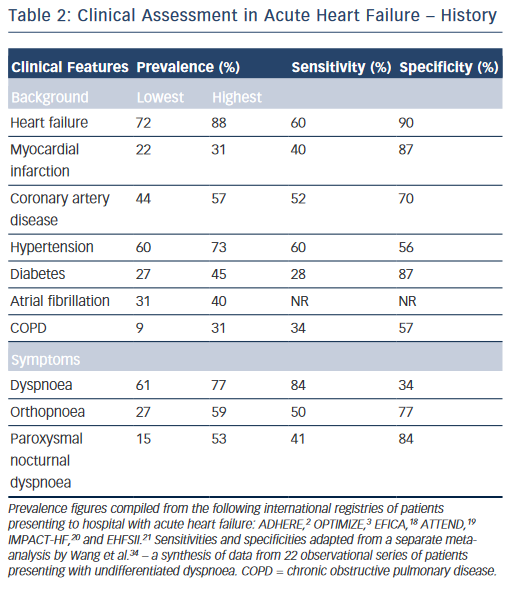 Table 2: Clinical Assessment in Acute Heart Failure – History
Clinical Features Prevalence (%) Sensitivity (%) Specificity (%)
Background Lowest Highest
Heart failure 72 88 60 90
Myocardial 22 31 40 87
infarction
Coronary artery 44 57 52 70
disease
Hypertension 60 73 60 56
Diabetes 27 45 28 87
Atrial fibrillation 31 40 NR NR
COPD 9 31 34 57
Symptoms
Dyspnoea 61 77 84 34
Orthopnoea 27 59 50 77
Paroxysmal 15 53 41 84
nocturnal
dyspnoea
Prevalence figures compiled from the following international registries of patients
presenting to hospital with acute heart failure: ADHERE,² OPTIMIZE,³ EFICA,¹⁸ ATTEND,¹⁹
IMPACT-HF,²⁰ and EHFSII.²¹ Sensitivities and specificities adapted from a separate meta-
analysis by Wang et al.³⁴ – a synthesis of data from 22 observational series of patients
presenting with undifferentiated dyspnoea. COPD = chronic obstructive pulmonary disease.